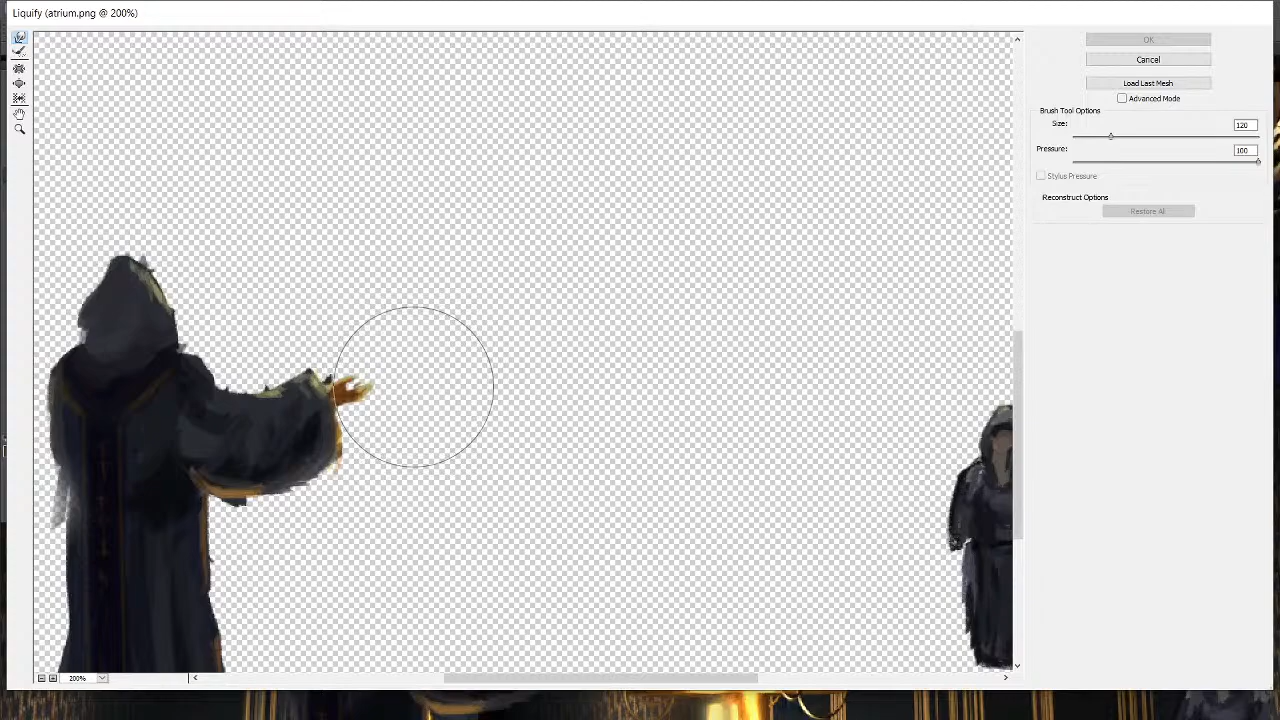 Liquify (atrium.png @ 200%)
OK
Cancel
Load Last Mesh
Advanced Mode
Brush Tool Options
Size:
120
Pressure:
100
Stylus Pressure
Reconstruct Options
Restore All
200%